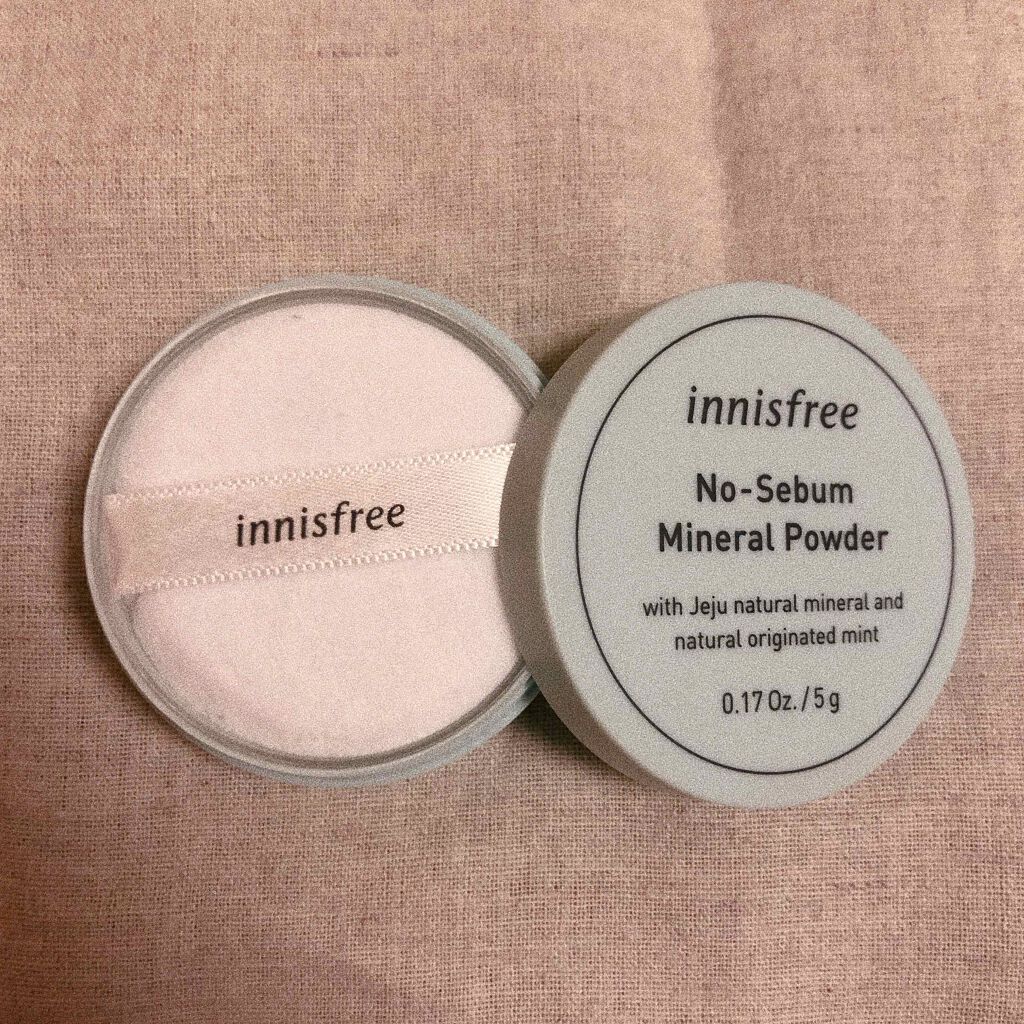 innisfree
innisfree
No-Sebum
Mineral Powder
with Jeju natural mineral and
natural originated mint
0.17 Oz. / 5 g